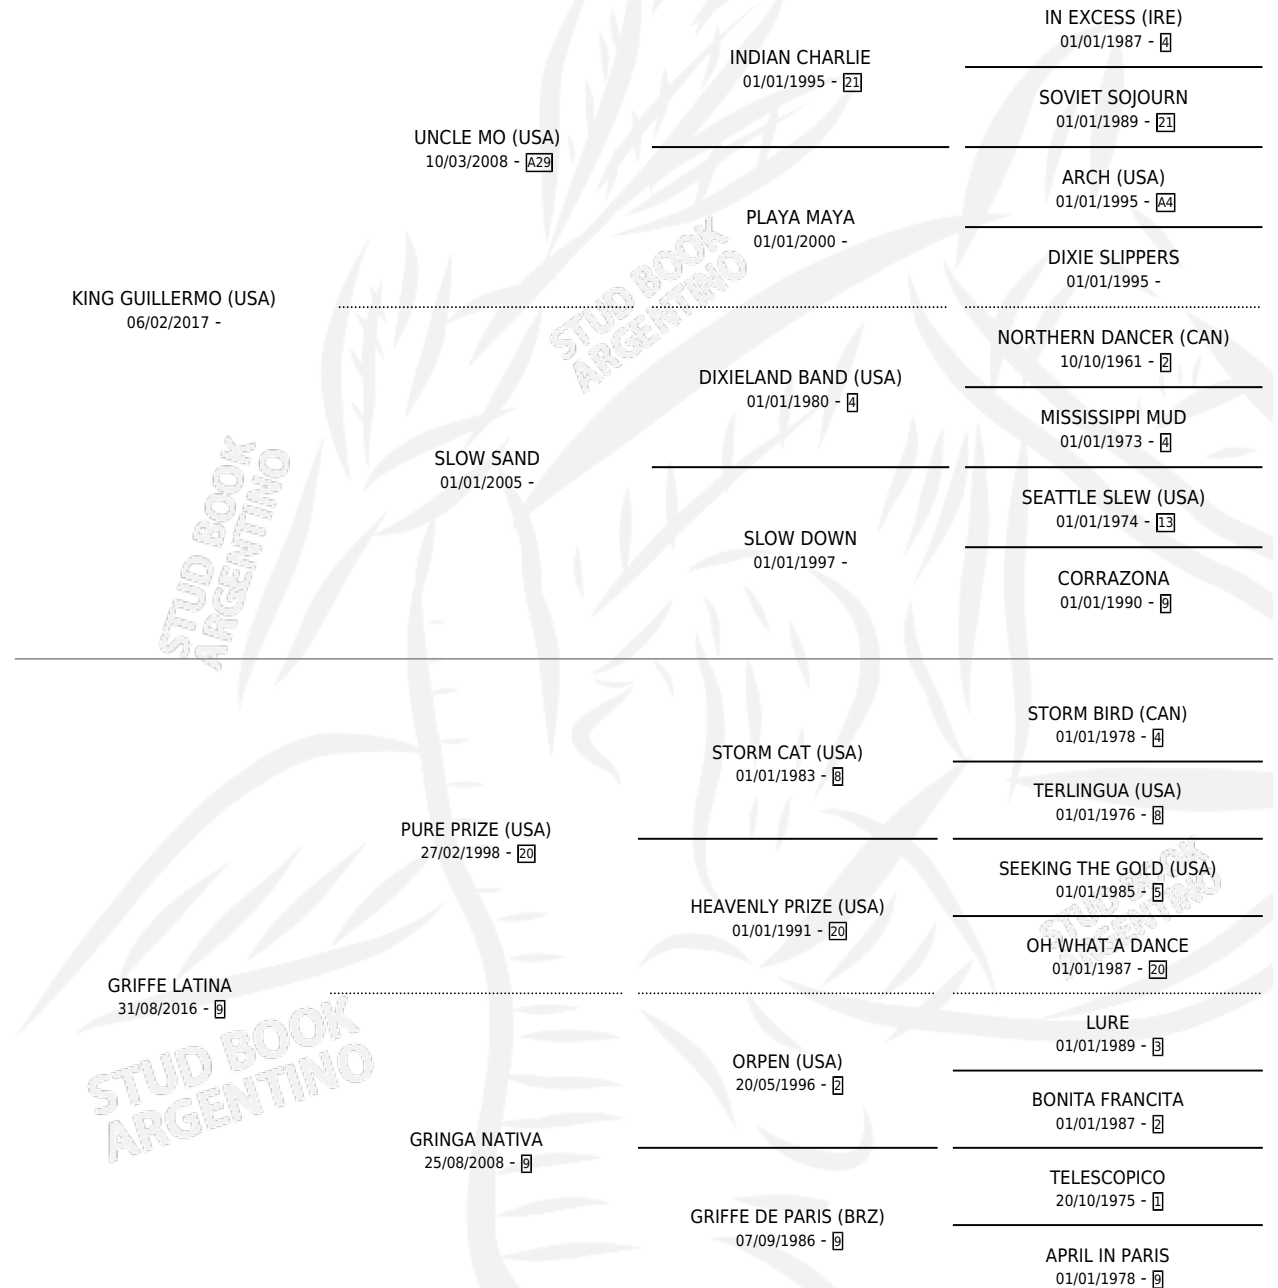 IN EXCESS (IRE)
01/01/1987 - 4
INDIAN CHARLIE
01/01/1995 - 21
SOVIET SOJOURN
01/01/1989 - 21
UNCLE MO (USA)
10/03/2008 - A29
ARCH (USA)
01/01/1995 - A4
PLAYA MAYA
01/01/2000 -
DIXIE SLIPPERS
01/01/1995 -
KING GUILLERMO (USA)
06/02/2017 -
NORTHERN DANCER (CAN)
10/10/1961 - 2
DIXIELAND BAND (USA)
01/01/1980 - 4
MISSISSIPPI MUD
01/01/1973 - 4
SLOW SAND
01/01/2005 -
SEATTLE SLEW (USA)
01/01/1974 - 13
SLOW DOWN
01/01/1997 -
CORRAZONA
01/01/1990 - 9
STORM BIRD (CAN)
01/01/1978 - 4
STORM CAT (USA)
01/01/1983 - 8
TERLINGUA (USA)
01/01/1976 - 8
PURE PRIZE (USA)
27/02/1998 - 20
SEEKING THE GOLD (USA)
01/01/1985 - 5
HEAVENLY PRIZE (USA)
01/01/1991 - 20
OH WHAT A DANCE
01/01/1987 - 20
GRIFFE LATINA
31/08/2016 - 9
LURE
01/01/1989 - 3
ORPEN (USA)
20/05/1996 - 2
BONITA FRANCITA
01/01/1987 - 2
GRINGA NATIVA
25/08/2008 - 9
TELESCOPICO
20/10/1975 - 1
GRIFFE DE PARIS (BRZ)
07/09/1986 - 9
APRIL IN PARIS
01/01/1978 - 9
STUD BOOK
ARGENTINO
STUD BOOK
ARGENTINO
STUD BOOK
ARGENTINO
STUD BOOK
ARGENTINO